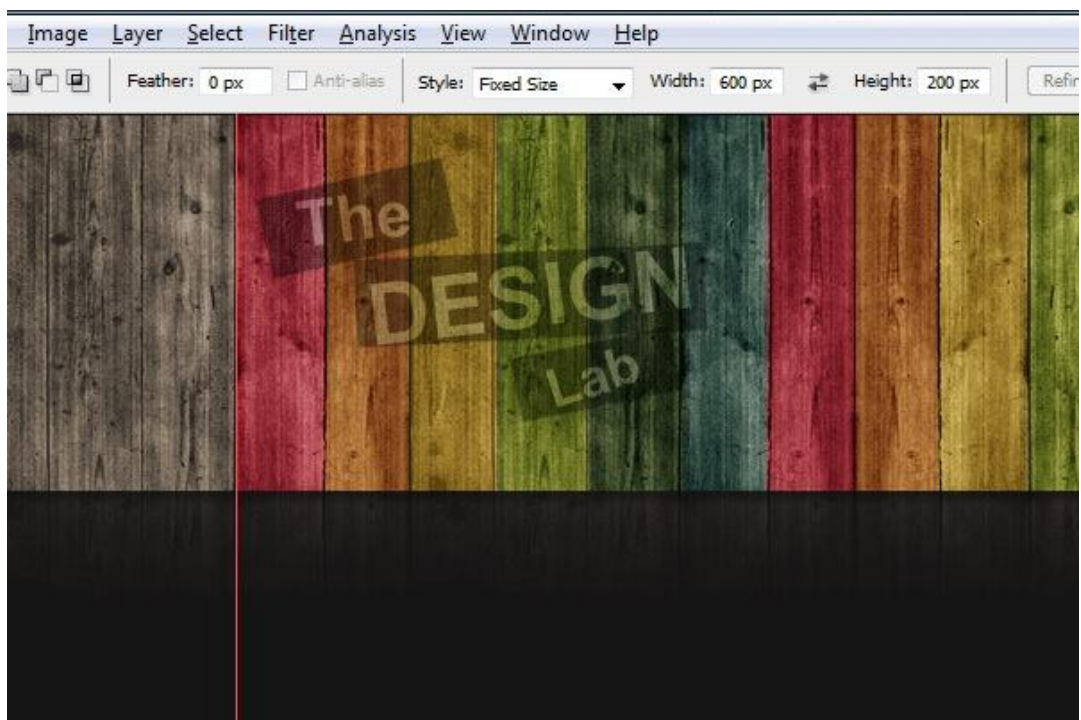 Image Layer Select Filter Analysis View Window Help
Feather: 0 px Anti-alias Style: Fixed Size Width: 600 px Height: 200 px
The
DESIGN
Lab